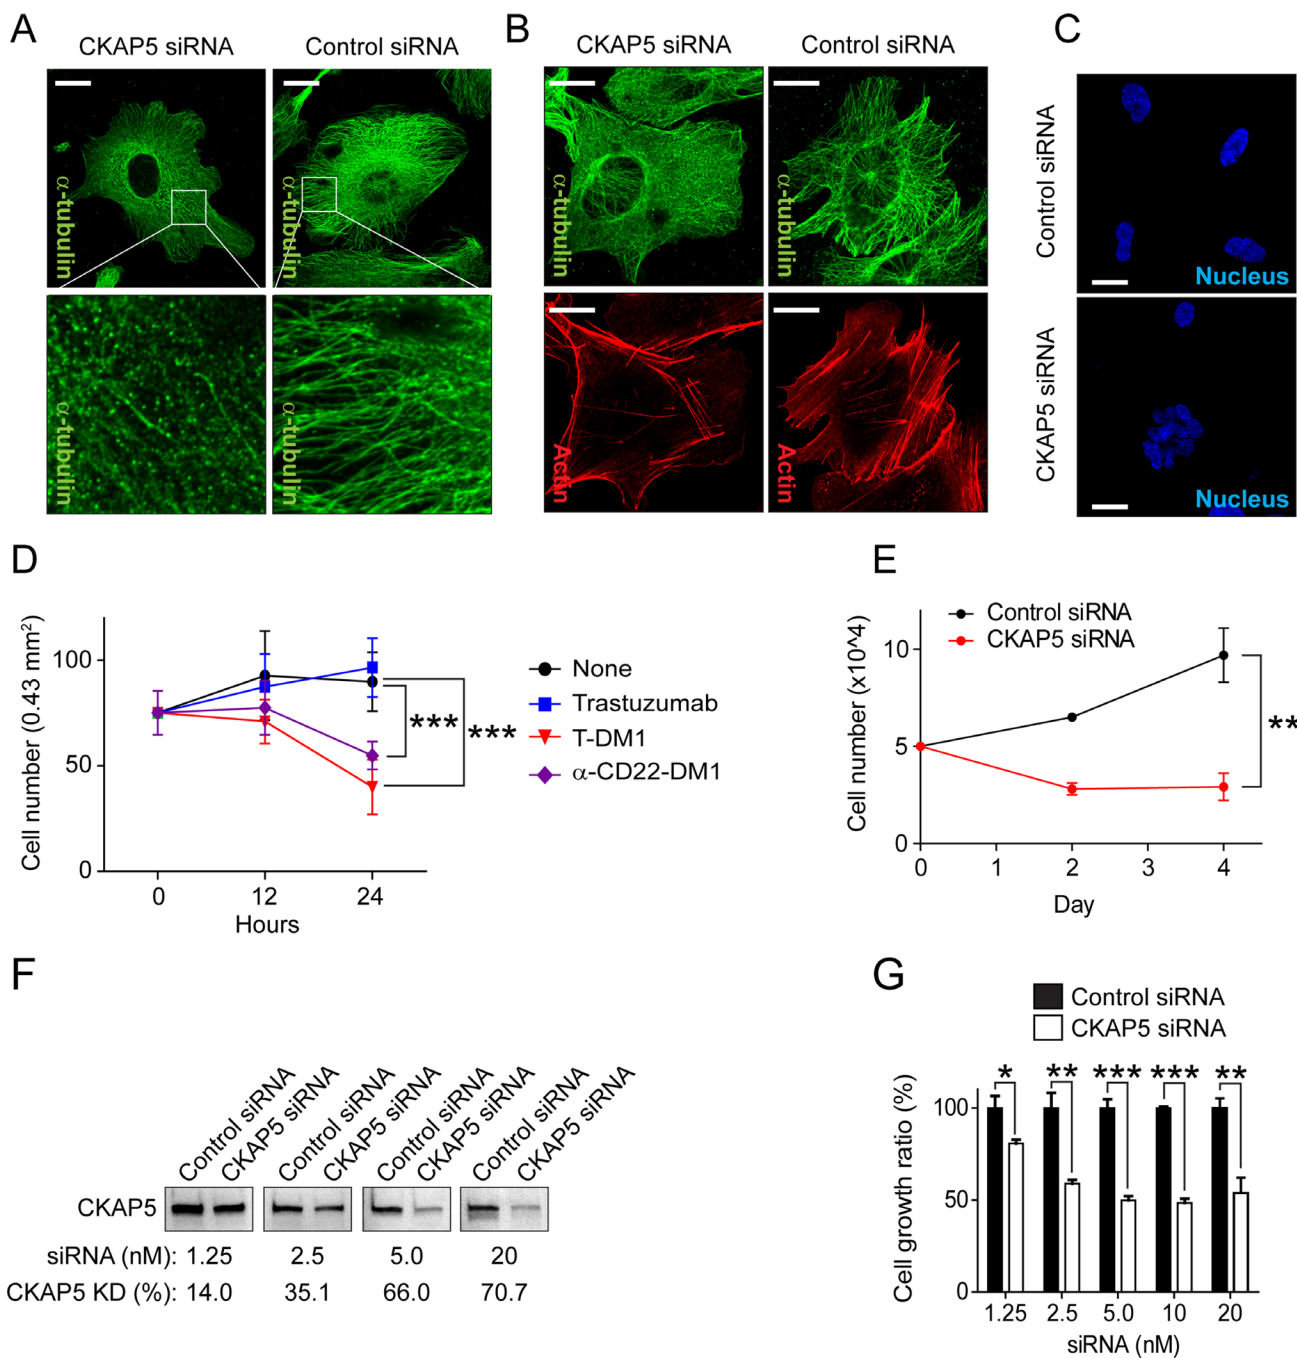 A
CKAP5 siRNA
Control siRNA
α-tubulin
α-tubulin
α-tubulin
α-tubulin
B
CKAP5 siRNA
Control siRNA
α-tubulin
α-tubulin
Actin
Actin
C
Control siRNA
Nucleus
CKAP5 siRNA
Nucleus
D
Cell number (0.43 mm²)
100
50
0
0 12 24
Hours
*** ***
None
Trastuzumab
T-DM1
α-CD22-DM1
E
Control siRNA
CKAP5 siRNA
Cell number (x10^4)
10
5
0
0 1 2 3 4
Day
**
F
Control siRNA CKAP5 siRNA Control siRNA CKAP5 siRNA Control siRNA CKAP5 siRNA Control siRNA CKAP5 siRNA
CKAP5
siRNA (nM): 1.25 2.5 5.0 20
CKAP5 KD (%): 14.0 35.1 66.0 70.7
G
Control siRNA
CKAP5 siRNA
Cell growth ratio (%)
* ** *** *** **
100
50
0
1.25 2.5 5.0 10 20
siRNA (nM)